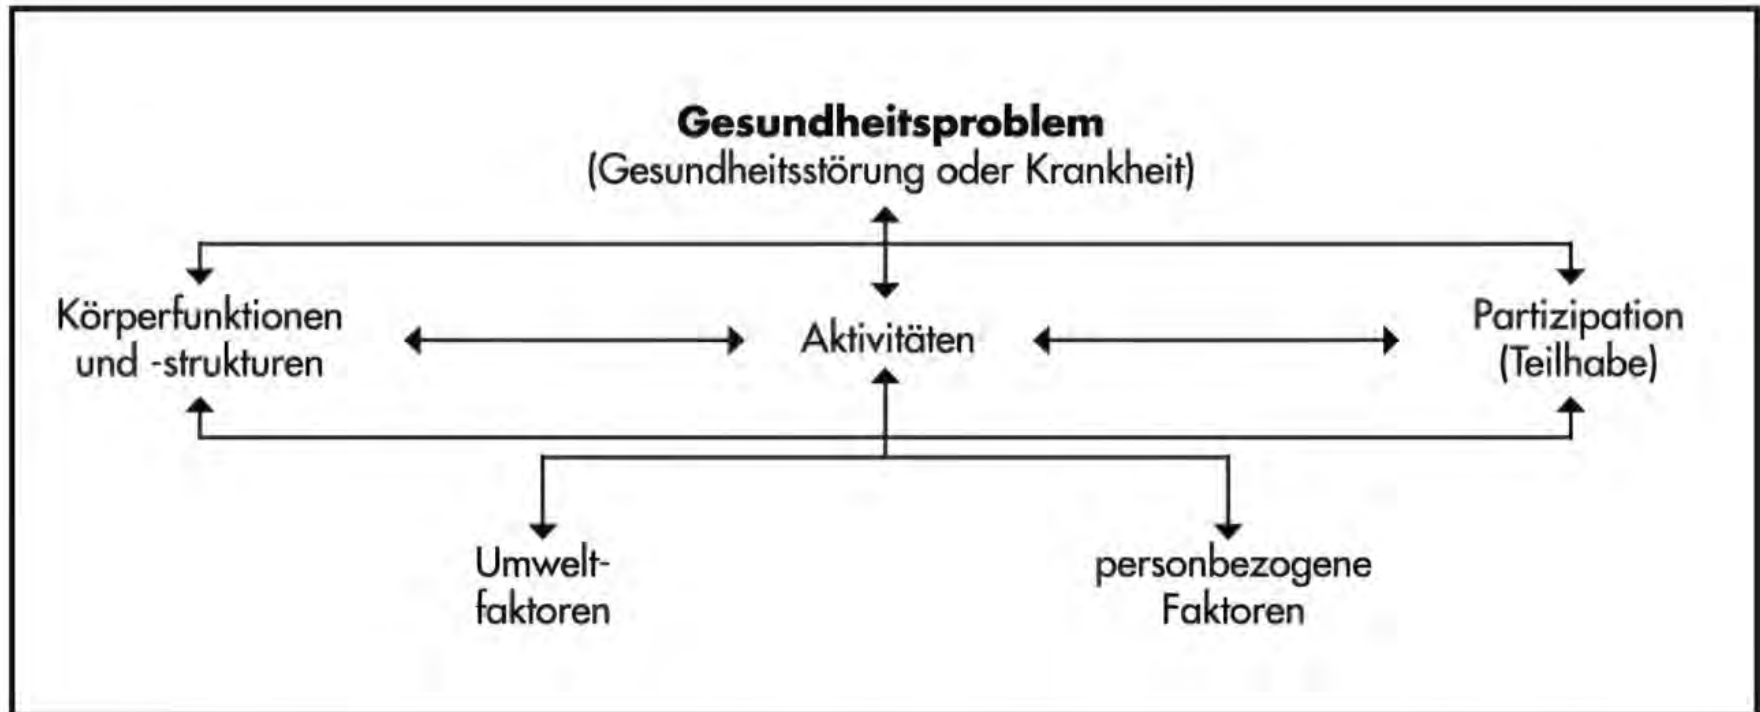 Gesundheitsproblem
(Gesundheitsstörung oder Krankheit)
Körperfunktionen
und -strukturen
Aktivitäten
Partizipation
(Teilhabe)
Umwelt-
faktoren
personbezogene
Faktoren